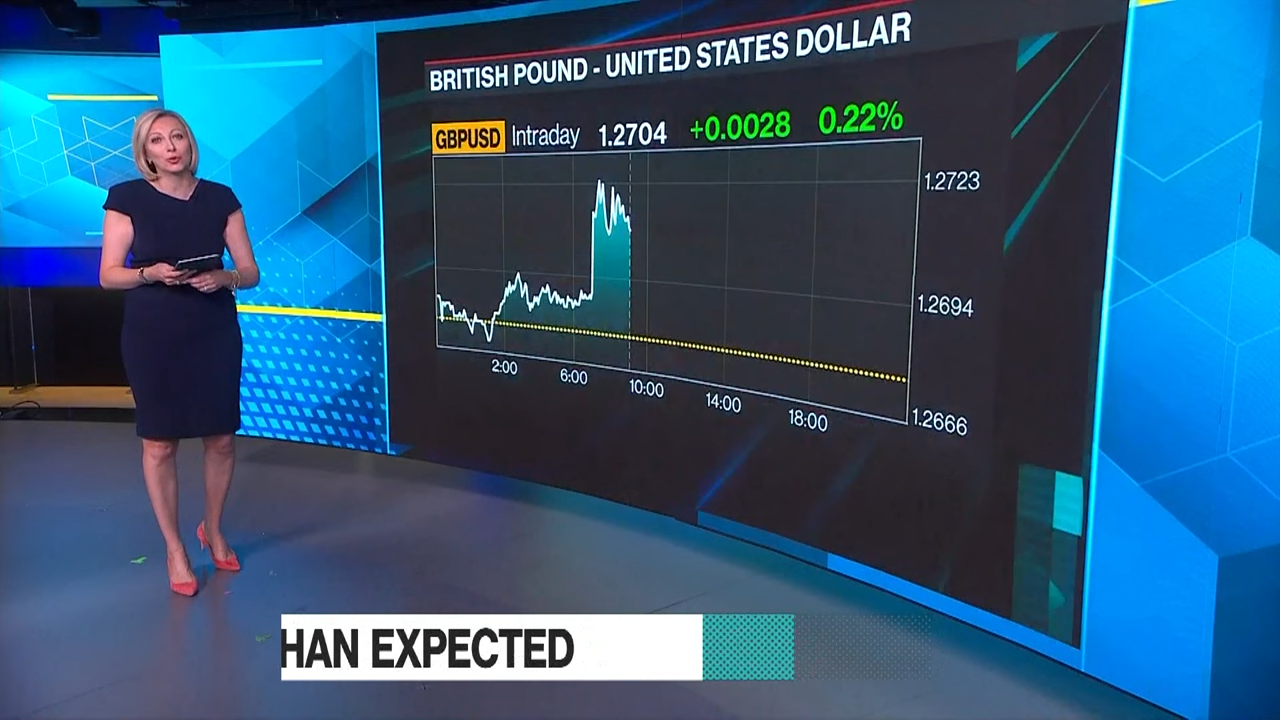 BRITISH POUND - UNITED STATES DOLLAR
GBPUSD Intraday 1.2704 +0.0028 0.22%
1.2723
1.2694
1.2666
2:00 6:00 10:00 14:00 18:00
HAN EXPECTED